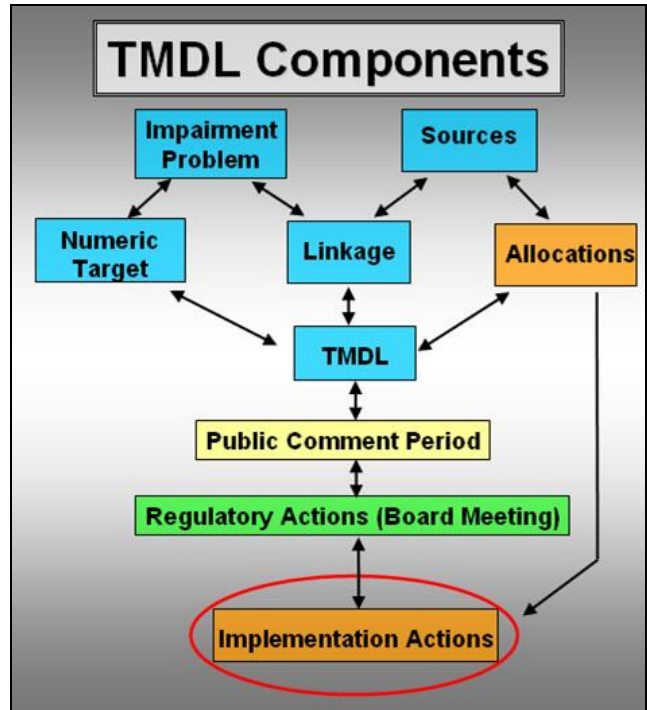 TMDL Components
Impairment
Problem
Sources
Numeric
Target
Linkage
Allocations
TMDL
Public Comment Period
Regulatory Actions (Board Meeting)
Implementation Actions